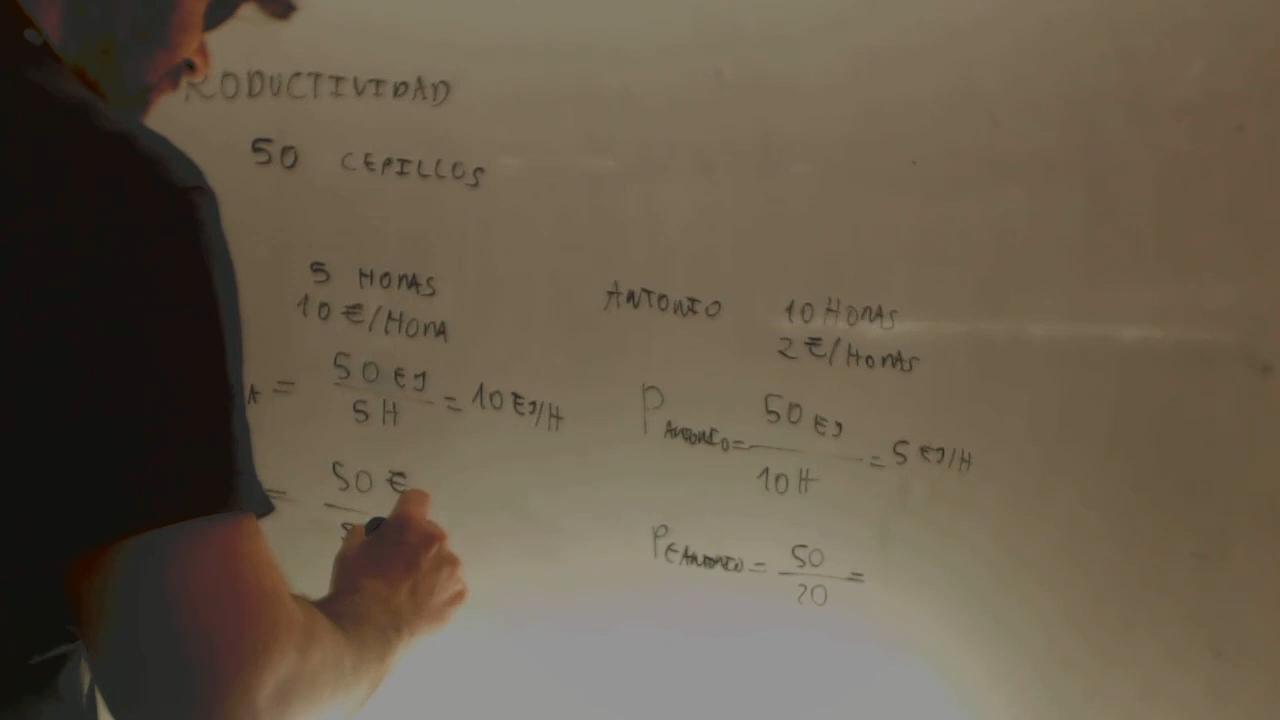 RODUCTIVIDAD
50 CEPILLOS
5 HORAS
10 €/HORA
A = 50 EJ / 5 H = 10 EJ/H
= 50 €
ANTONIO 10 HORAS
2 €/HORAS
P ANTONIO = 50 EJ / 10 H = 5 EJ/H
PE ANTONIO = 50 / 20 =